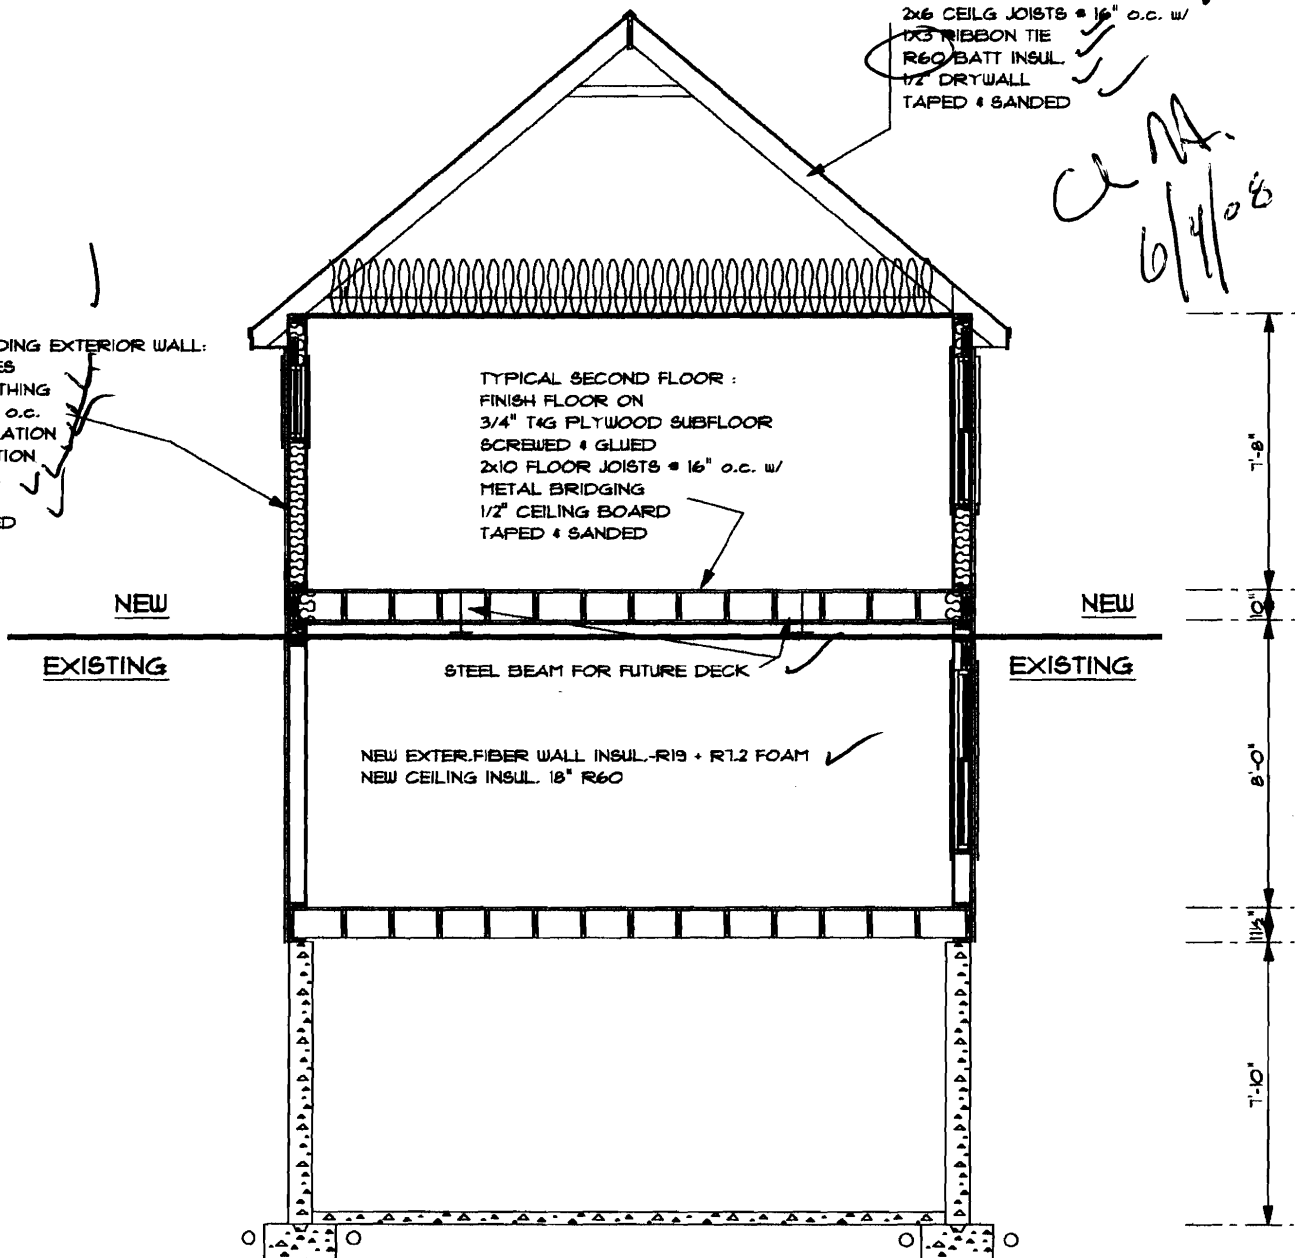 2x6 CEILG JOISTS @ 16" o.c. w/
1X3 RIBBON TIE
R60 BATT INSUL.
1/2" DRYWALL
TAPED & SANDED
6/4/08
DING EXTERIOR WALL:
ES
THING
o.c.
ATION
TION
ED
TYPICAL SECOND FLOOR :
FINISH FLOOR ON
3/4" T&G PLYWOOD SUBFLOOR
SCREWED & GLUED
2x10 FLOOR JOISTS @ 16" o.c. w/
METAL BRIDGING
1/2" CEILING BOARD
TAPED & SANDED
7'-8"
NEW
NEW
10"
EXISTING
STEEL BEAM FOR FUTURE DECK
EXISTING
NEW EXTER.FIBER WALL INSUL.-R19 + R7.2 FOAM
NEW CEILING INSUL. 18" R60
8'-0"
11½"
7'-10"